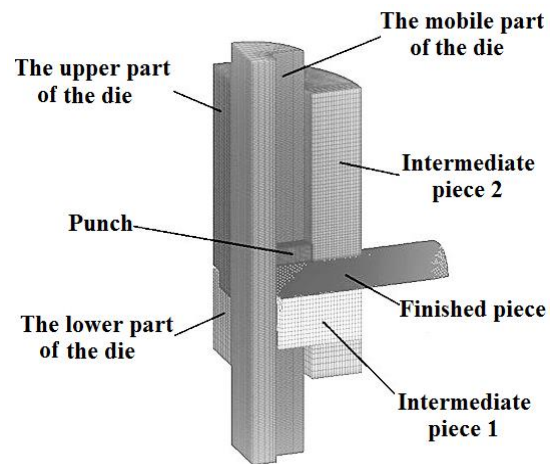 The mobile part
of the die
The upper part
of the die
Intermediate
piece 2
Punch
Finished piece
The lower part
of the die
Intermediate
piece 1